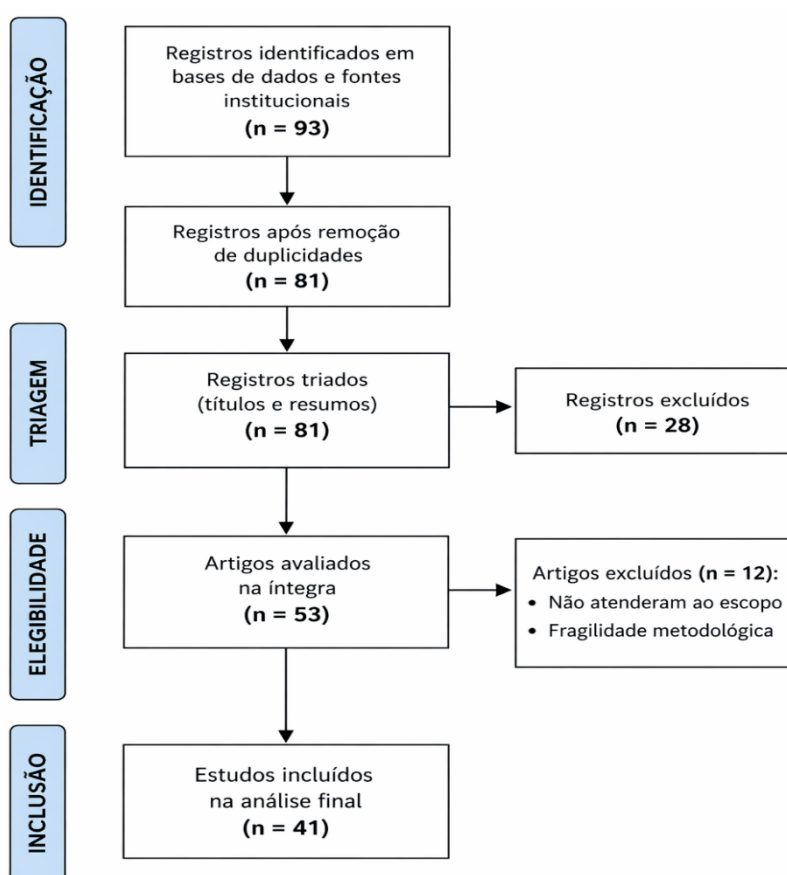 IDENTIFICAÇÃO
Registros identificados em
bases de dados e fontes
institucionais
(n = 93)
Registros após remoção
de duplicidades
(n = 81)
TRIAGEM
Registros triados
(títulos e resumos)
(n = 81)
Registros excluídos
(n = 28)
ELEGIBILIDADE
Artigos avaliados
na íntegra
(n = 53)
Artigos excluídos (n = 12):
• Não atenderam ao escopo
• Fragilidade metodológica
INCLUSÃO
Estudos incluídos
na análise final
(n = 41)